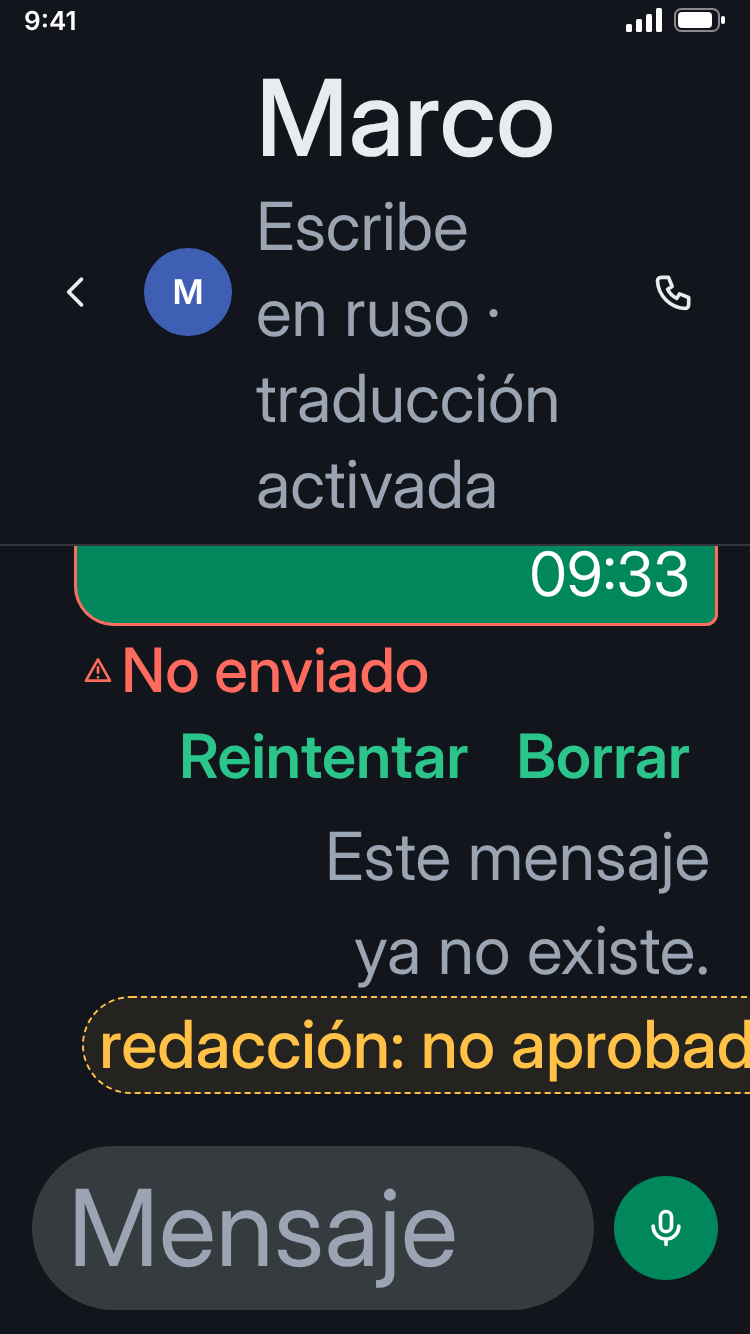 9:41
Marco
Escribe
en ruso ·
traducción
activada
M
09:33
No enviado
Reintentar Borrar
Este mensaje
ya no existe.
redacción: no aprobad
Mensaje